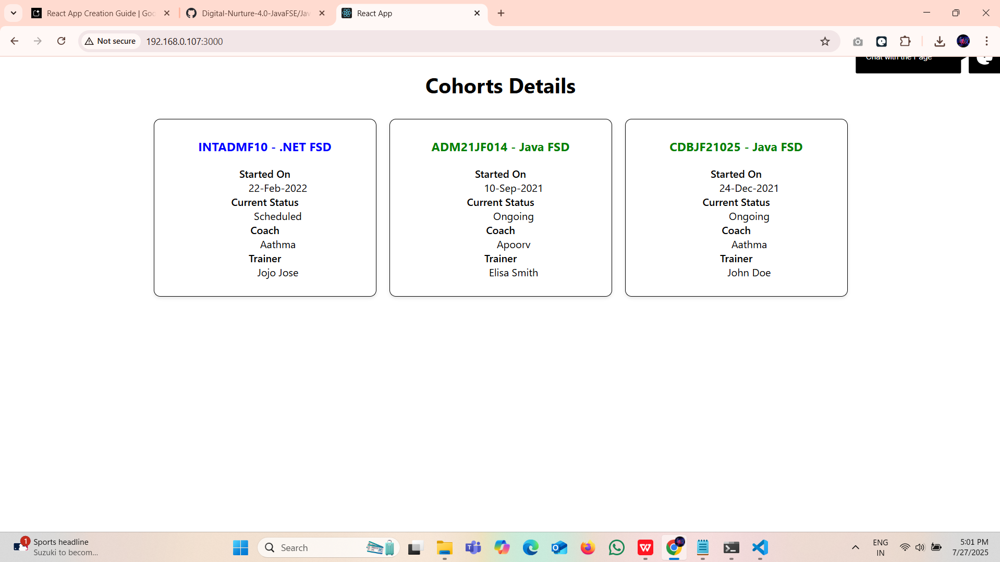 React App Creation Guide | Goo
Digital-Nurture-4.0-JavaFSE/Jav
React App
Not secure
192.168.0.107:3000
Chat with the Page
Cohorts Details
INTADMF10 - .NET FSD
Started On
22-Feb-2022
Current Status
Scheduled
Coach
Aathma
Trainer
Jojo Jose
ADM21JF014 - Java FSD
Started On
10-Sep-2021
Current Status
Ongoing
Coach
Apoorv
Trainer
Elisa Smith
CDBJF21025 - Java FSD
Started On
24-Dec-2021
Current Status
Ongoing
Coach
Aathma
Trainer
John Doe
1
Sports headline
Suzuki to becom...
Search
ENG
IN
5:01 PM
7/27/2025